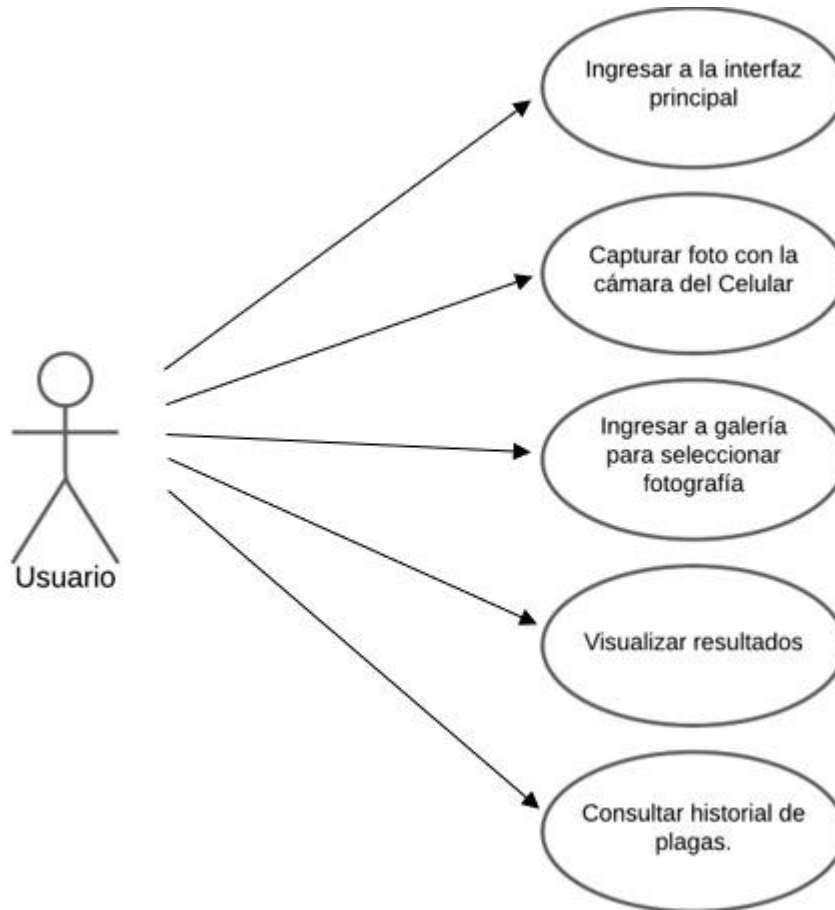 Ingresar a la interfaz
principal
Capturar foto con la
cámara del Celular
Ingresar a galería
para seleccionar
fotografía
Usuario
Visualizar resultados
Consultar historial de
plagas.